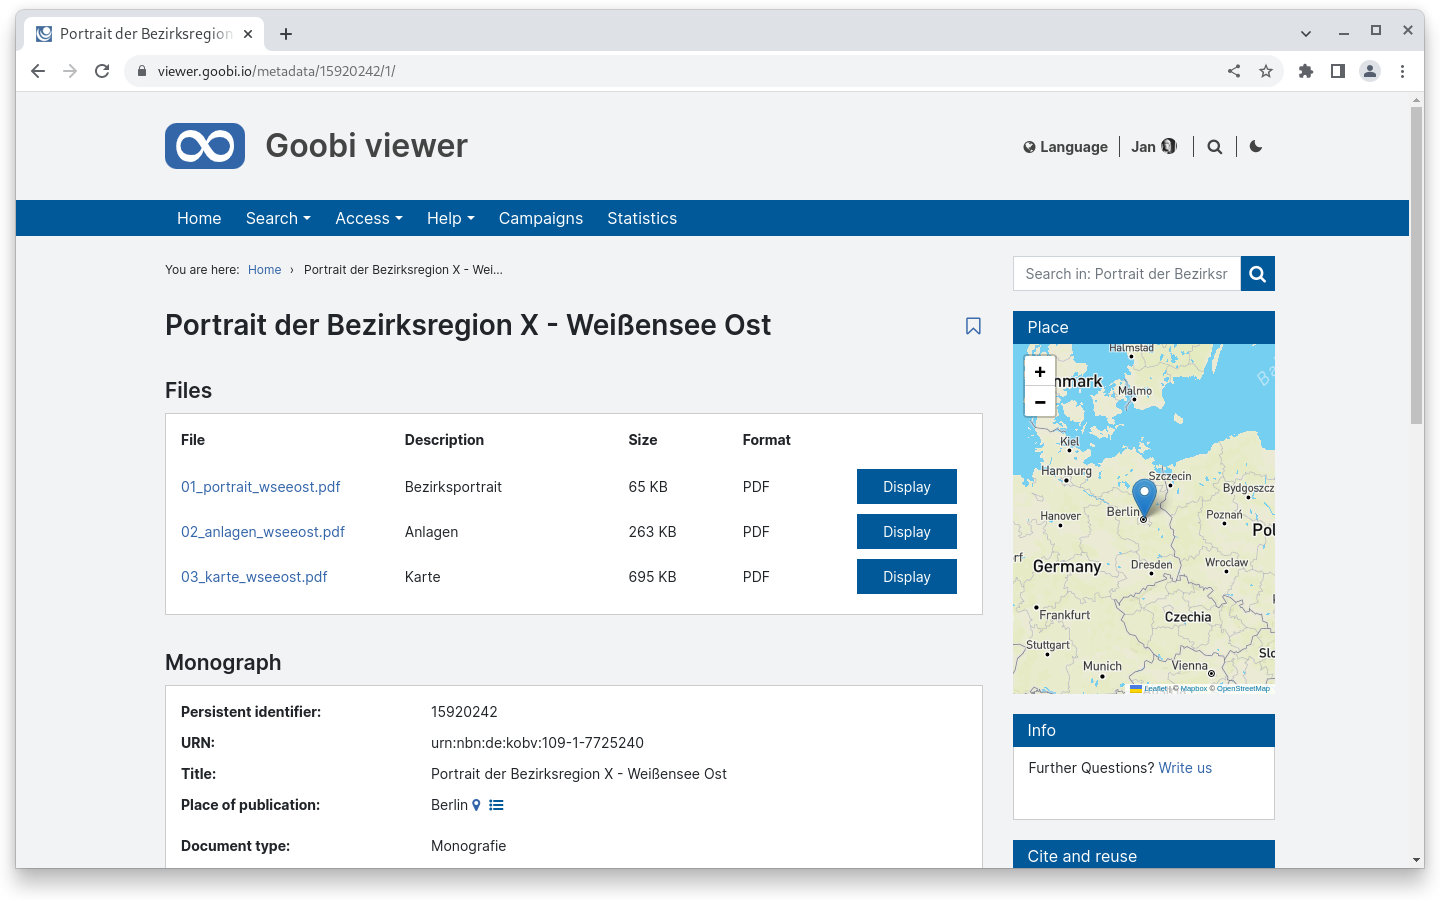 Portrait der Bezirksregion
viewer.goobi.io/metadata/15920242/1/
Goobi viewer
Language
Jan
Home Search Access Help Campaigns Statistics
You are here: Home › Portrait der Bezirksregion X - Wei...
Search in: Portrait der Bezirksr
Portrait der Bezirksregion X - Weißensee Ost
Files
File Description Size Format
01_portrait_wseeost.pdf Bezirksportrait 65 KB PDF Display
02_anlagen_wseeost.pdf Anlagen 263 KB PDF Display
03_karte_wseeost.pdf Karte 695 KB PDF Display
Monograph
Persistent identifier: 15920242
URN: urn:nbn:de:kobv:109-1-7725240
Title: Portrait der Bezirksregion X - Weißensee Ost
Place of publication: Berlin
Document type: Monografie
Place
+
−
Halmstad
nmark
Malmo
Ba
Kiel
Hamburg
Szczecin
Bydgoszcz
Hanover
Berlin
Poznań
Pol
rf
Germany
Dresden
Wroclaw
Frankfurt
Czechia
Stuttgart
Slo
Munich
Vienna
Leaflet | © Mapbox © OpenStreetMap
Info
Further Questions? Write us
Cite and reuse